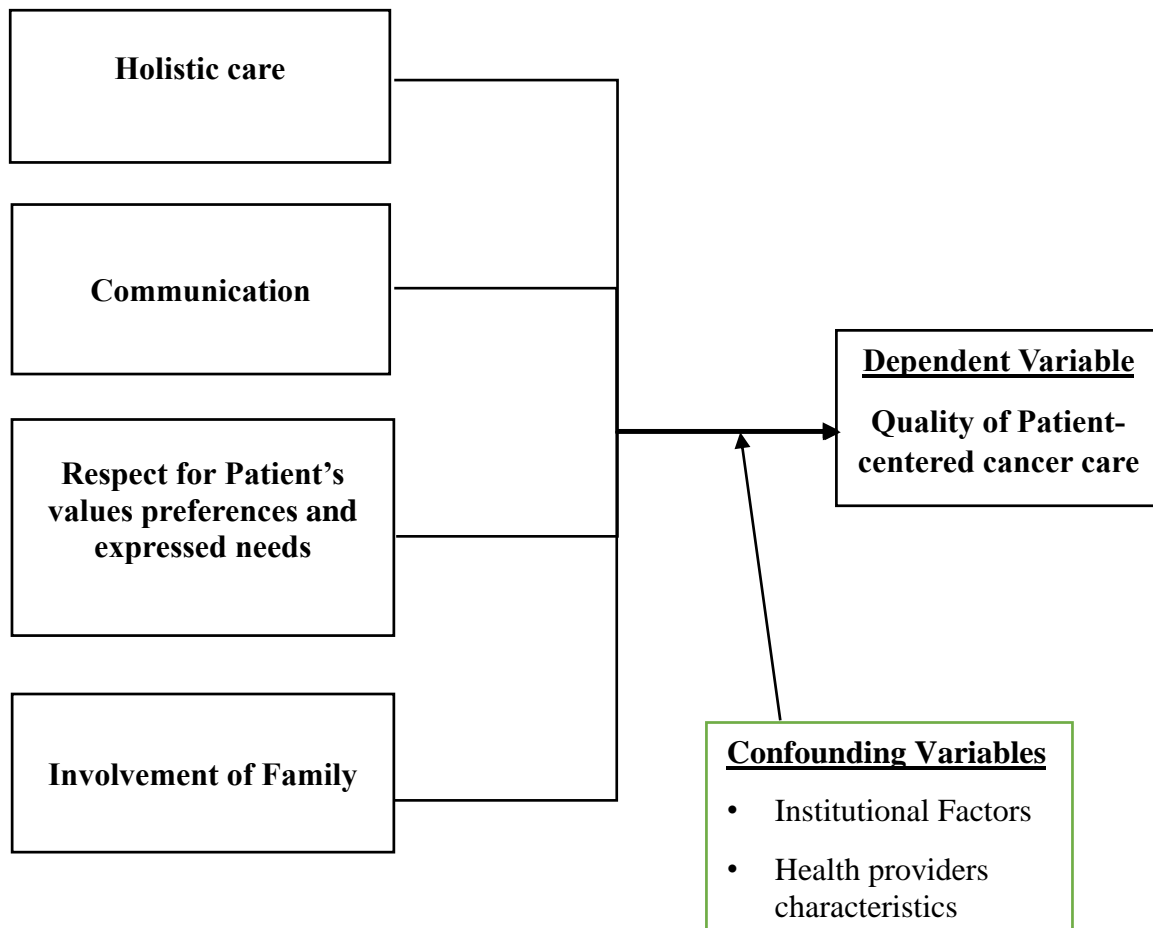 Holistic care
Communication
Respect for Patient’s
values preferences and
expressed needs
Involvement of Family
Dependent Variable
Quality of Patient-
centered cancer care
Confounding Variables
• Institutional Factors
• Health providers
characteristics